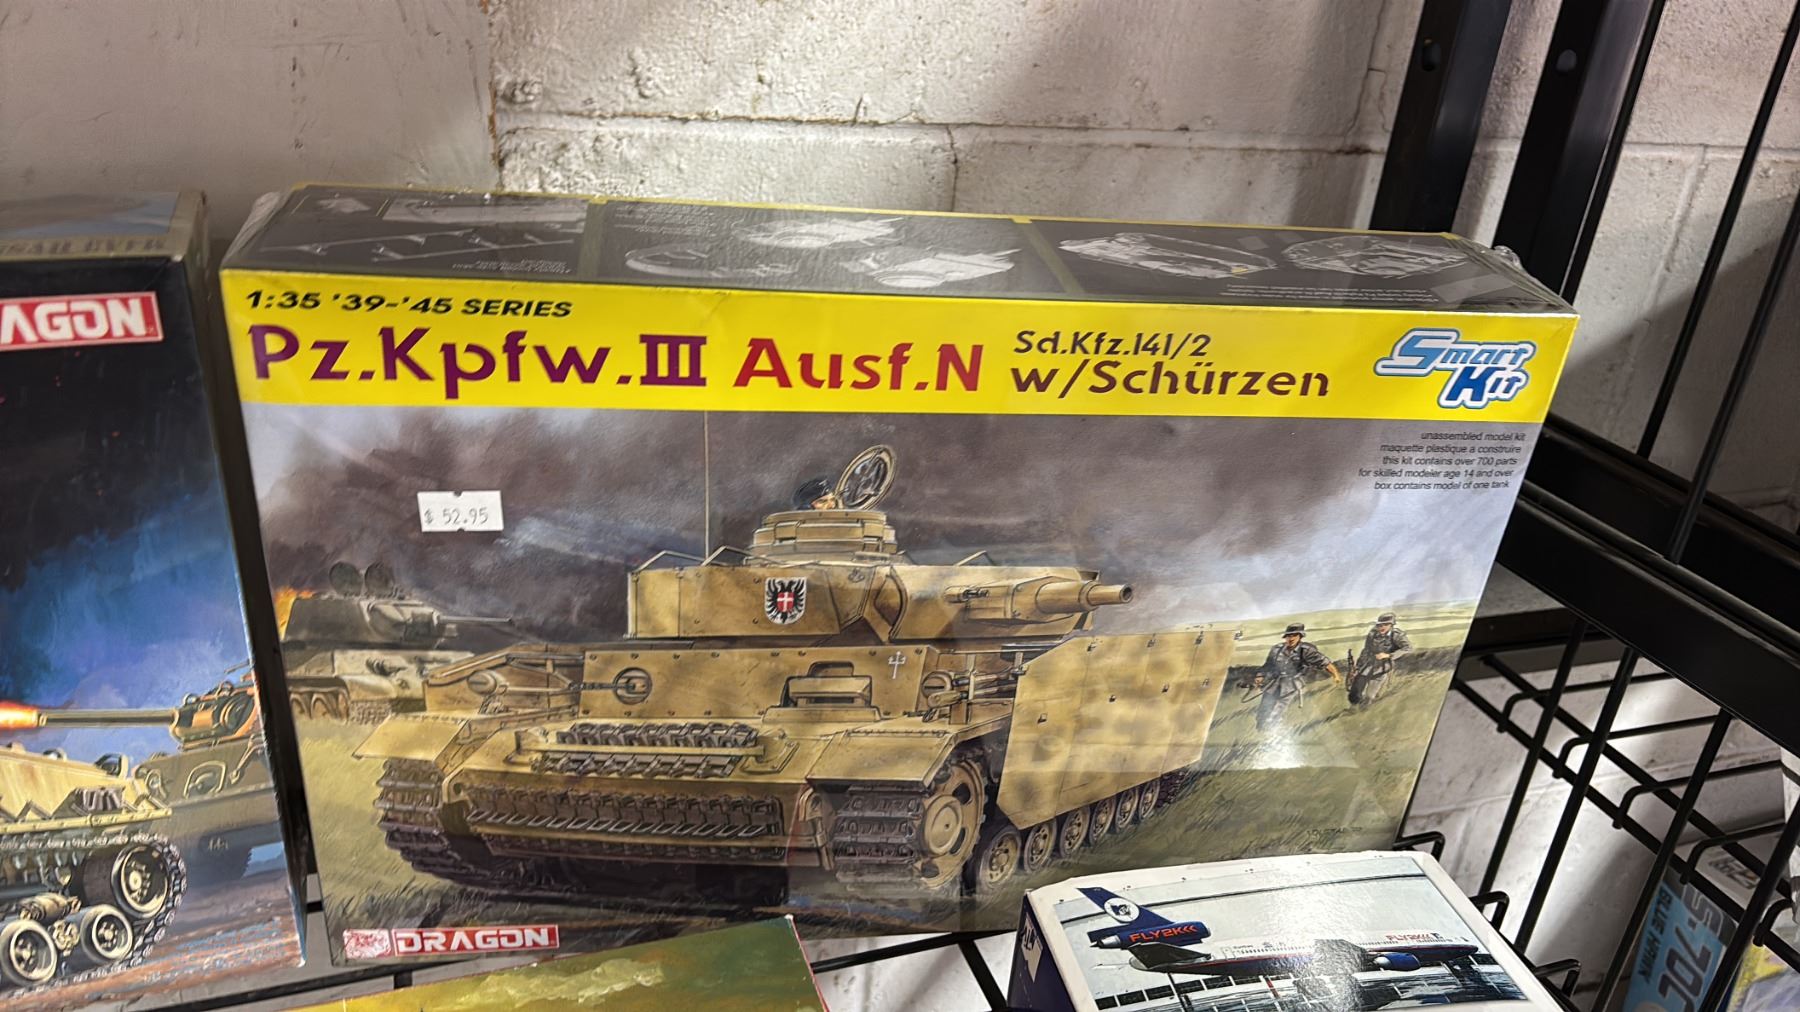 AGON
1:35 '39-'45 SERIES
Pz.Kpfw.III Ausf.N
Sd.Kfz.141/2
w/Schürzen
Smart
Kit
unassembled model kit
maquette plastique a construire
this kit contains over 700 parts
for skilled modeler age 14 and over
box contains model of one tank
$ 52.95
DRAGON
FLY2K
FLY2K